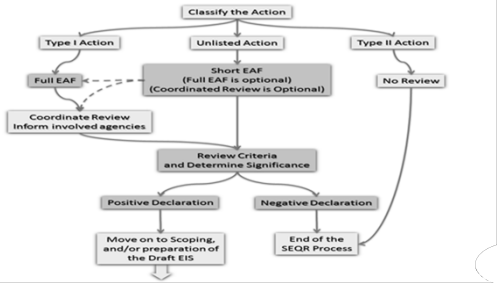 Classify the Action
Type I Action
Unlisted Action
Type II Action
Full EAF
Short EAF
(Full EAF is optional)
(Coordinated Review is Optional)
No Review
Coordinate Review
Inform involved agencies
Review Criteria
and Determine Significance
Positive Declaration
Negative Declaration
Move on to Scoping,
and/or preparation of
the Draft EIS
End of the
SEQR Process